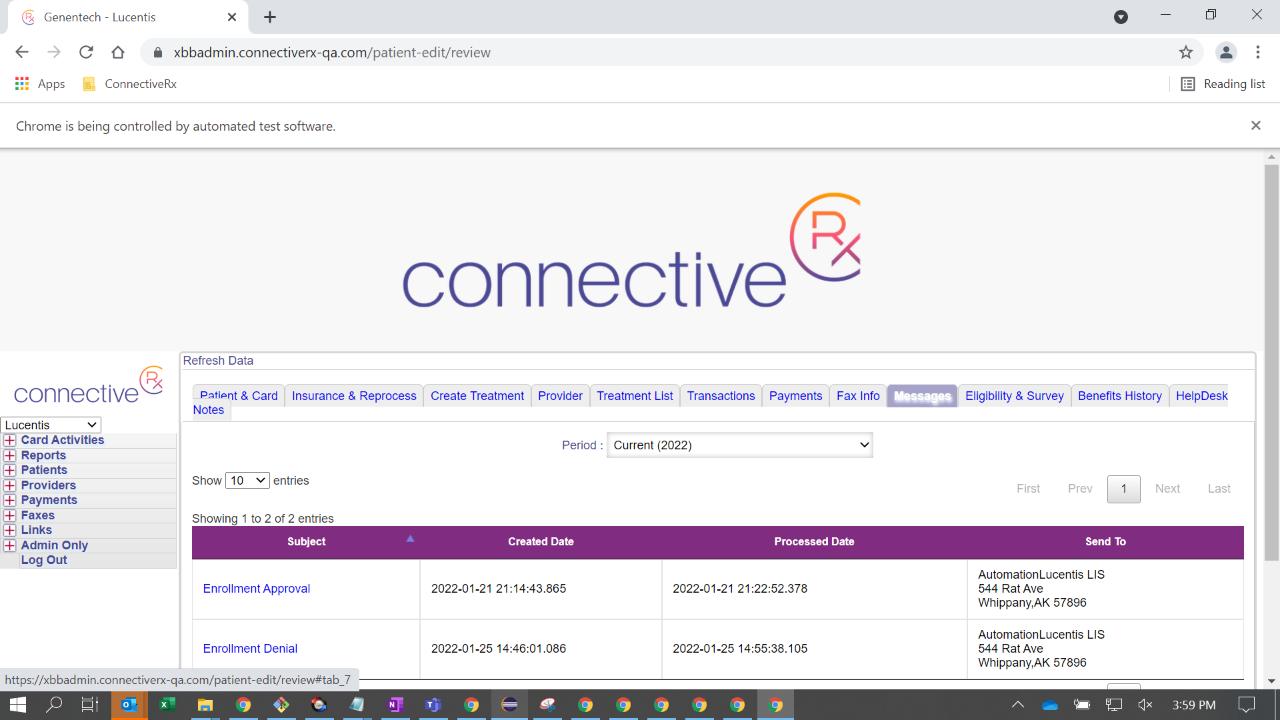 Genentech - Lucentis
xbbadmin.connectiverx-qa.com/patient-edit/review
Apps ConnectiveRx Reading list
Chrome is being controlled by automated test software.
connective Rx
connective Rx
Lucentis
Card Activities
Reports
Patients
Providers
Payments
Faxes
Links
Admin Only
Log Out
Refresh Data
Patient & Card Insurance & Reprocess Create Treatment Provider Treatment List Transactions Payments Fax Info Messages Eligibility & Survey Benefits History HelpDesk
Notes
Period : Current (2022)
Show 10 entries
First Prev 1 Next Last
Showing 1 to 2 of 2 entries
Subject Created Date Processed Date Send To
Enrollment Approval 2022-01-21 21:14:43.865 2022-01-21 21:22:52.378 AutomationLucentis LIS
544 Rat Ave
Whippany,AK 57896
Enrollment Denial 2022-01-25 14:46:01.086 2022-01-25 14:55:38.105 AutomationLucentis LIS
544 Rat Ave
Whippany,AK 57896
https://xbbadmin.connectiverx-qa.com/patient-edit/review#tab_7
3:59 PM